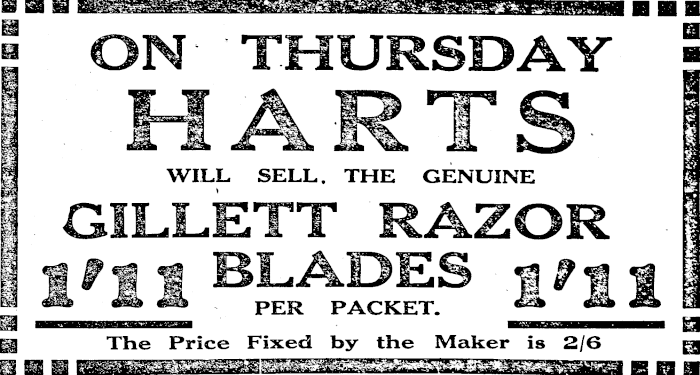 ON THURSDAY
HARTS
WILL SELL. THE GENUINE
GILLETT RAZOR
BLADES
1'11 1'11
PER PACKET.
The Price Fixed by the Maker is 2/6